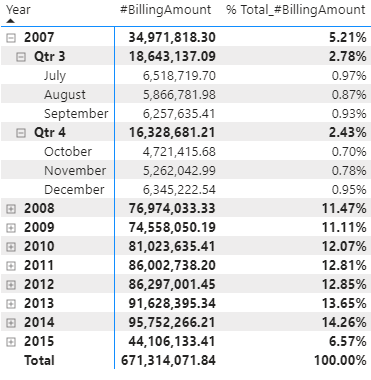 Year #BillingAmount % Total_#BillingAmount
2007 34,971,818.30 5.21%
Qtr 3 18,643,137.09 2.78%
July 6,518,719.70 0.97%
August 5,866,781.98 0.87%
September 6,257,635.41 0.93%
Qtr 4 16,328,681.21 2.43%
October 4,721,415.68 0.70%
November 5,262,042.99 0.78%
December 6,345,222.54 0.95%
2008 76,974,033.33 11.47%
2009 74,558,050.19 11.11%
2010 81,023,635.41 12.07%
2011 86,002,738.20 12.81%
2012 86,297,001.45 12.85%
2013 91,628,395.34 13.65%
2014 95,752,266.21 14.26%
2015 44,106,133.41 6.57%
Total 671,314,071.84 100.00%